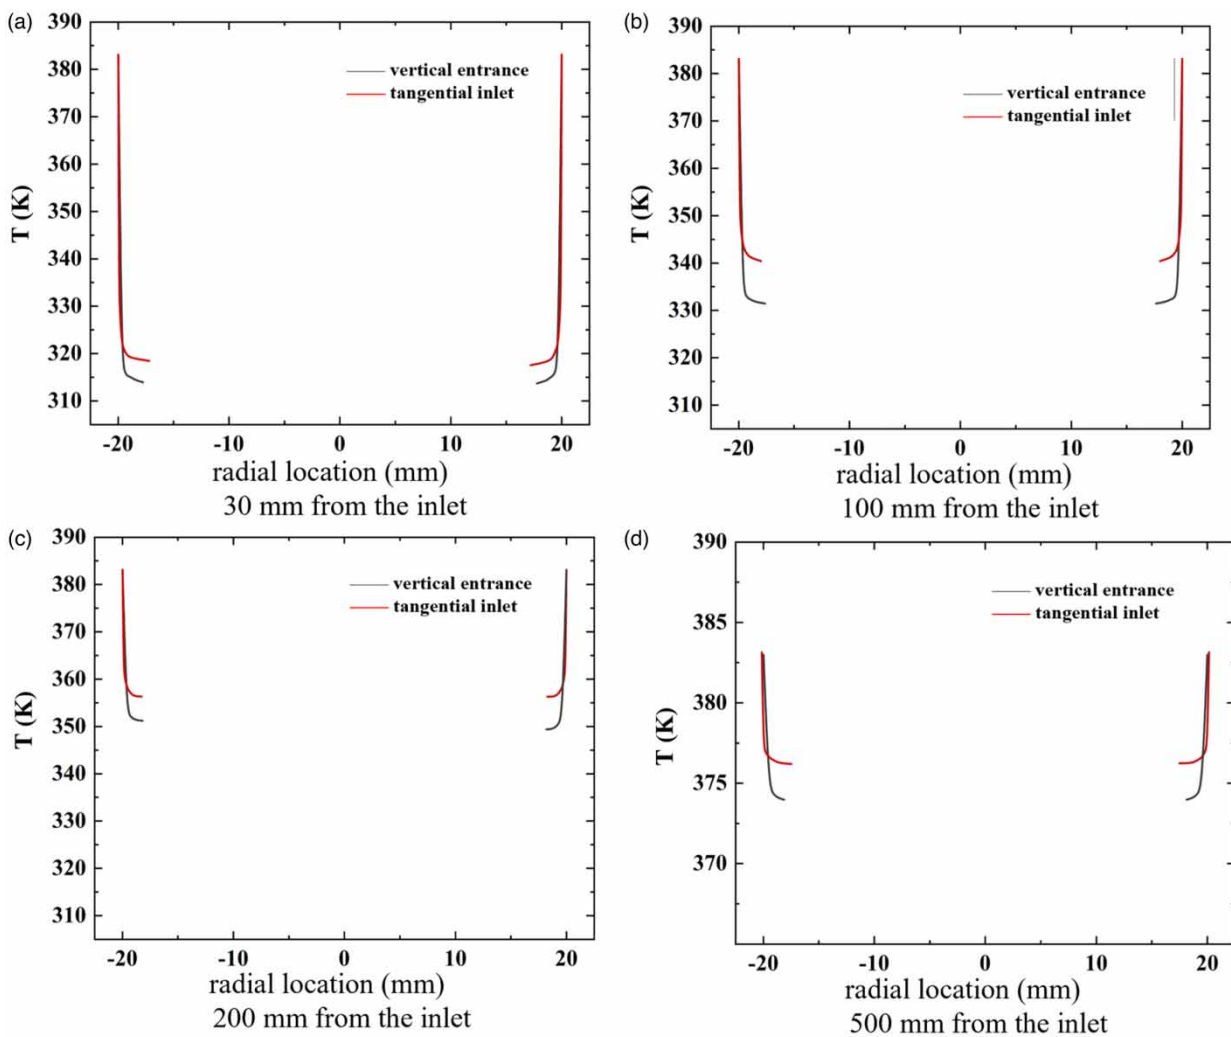 (a)
390
380
370
360
350
340
330
320
310
T (K)
vertical entrance
tangential inlet
-20 -10 0 10 20
radial location (mm)
30 mm from the inlet
(b)
390
380
370
360
350
340
330
320
310
T (K)
vertical entrance
tangential inlet
-20 -10 0 10 20
radial location (mm)
100 mm from the inlet
(c)
390
380
370
360
350
340
330
320
310
T (K)
vertical entrance
tangential inlet
-20 -10 0 10 20
radial location (mm)
200 mm from the inlet
(d)
390
385
380
375
370
T (K)
vertical entrance
tangential inlet
-20 -10 0 10 20
radial location (mm)
500 mm from the inlet